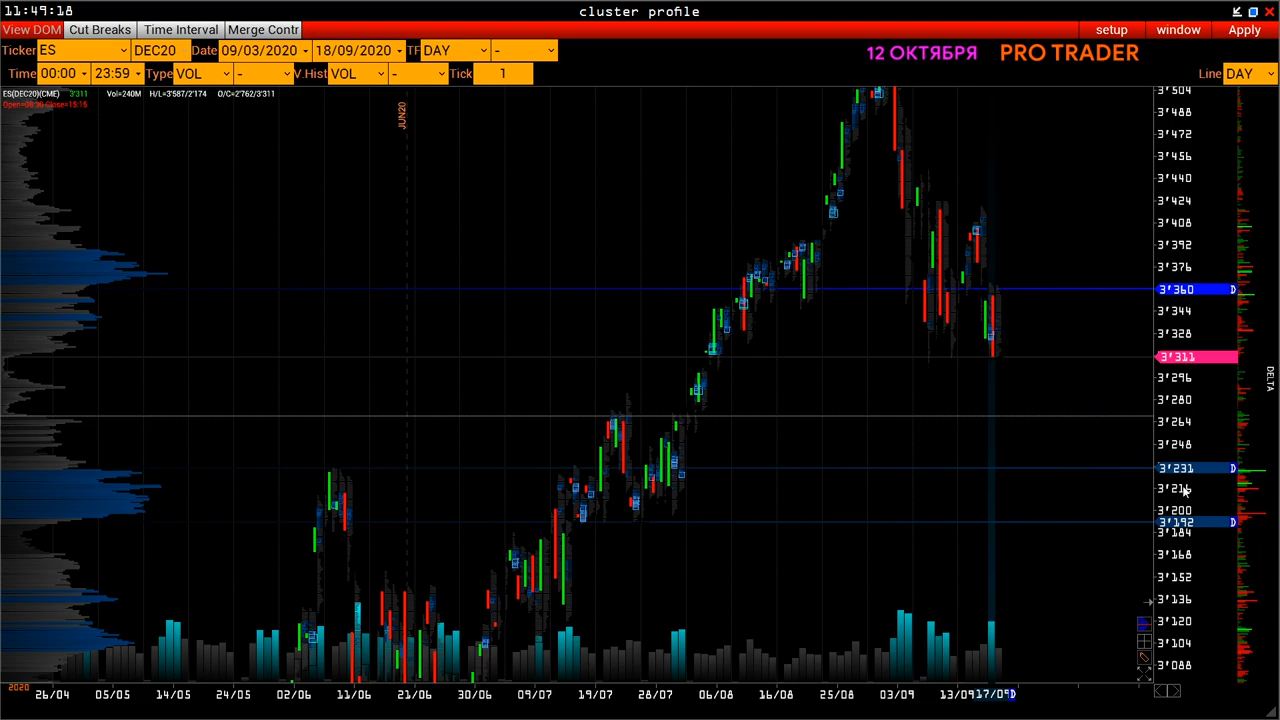 11:49:18 cluster profile
View DOM Cut Breaks Time Interval Merge Contr setup window Apply
Ticker ES DEC20 Date 09/03/2020 - 18/09/2020 TF DAY -
12 ОКТЯБРЯ PRO TRADER
Time 00:00 23:59 Type VOL - V.Hist VOL - Tick 1 Line DAY
ES(DEC20)(CME) 3'311 Vol=240M H/L=3'587/2'174 O/C=2'762/3'311
JUN20
3'504
3'488
3'472
3'456
3'440
3'424
3'408
3'392
3'376
3'360 D
3'344
3'328
3'311
3'296
3'280
3'264
3'248
3'231 D
3'200
3'192 D
3'184
3'168
3'152
3'136
3'120
3'104
3'088
DELTA
2020
26/04 05/05 14/05 24/05 02/06 11/06 21/06 30/06 09/07 19/07 28/07 06/08 16/08 25/08 03/09 13/09 17/09 D